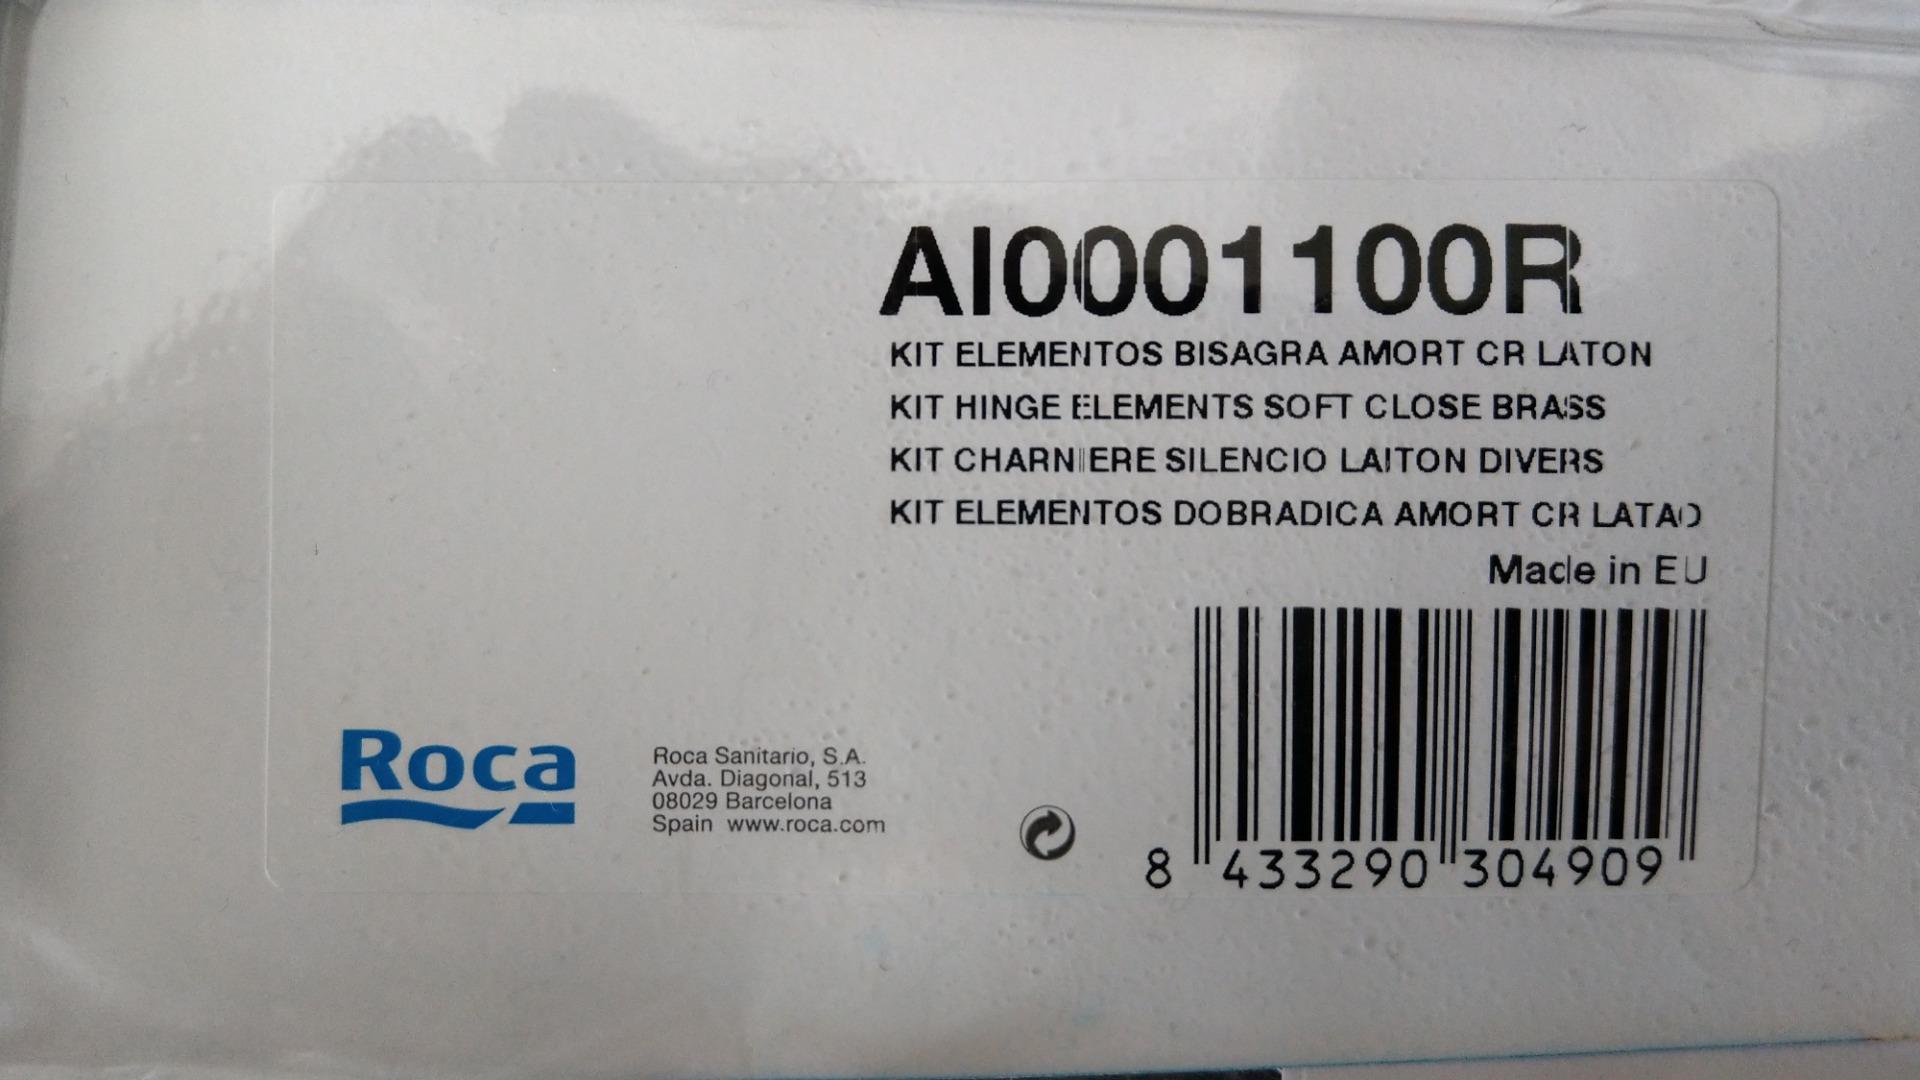 AI0001100R
KIT ELEMENTOS BISAGRA AMORT CR LATON
KIT HINGE ELEMENTS SOFT CLOSE BRASS
KIT CHARNIERE SILENCIO LAITON DIVERS
KIT ELEMENTOS DOBRADICA AMORT CR LATAO
Made in EU
Roca
Roca Sanitario, S.A.
Avda. Diagonal, 513
08029 Barcelona
Spain www.roca.com
8 433290 304909